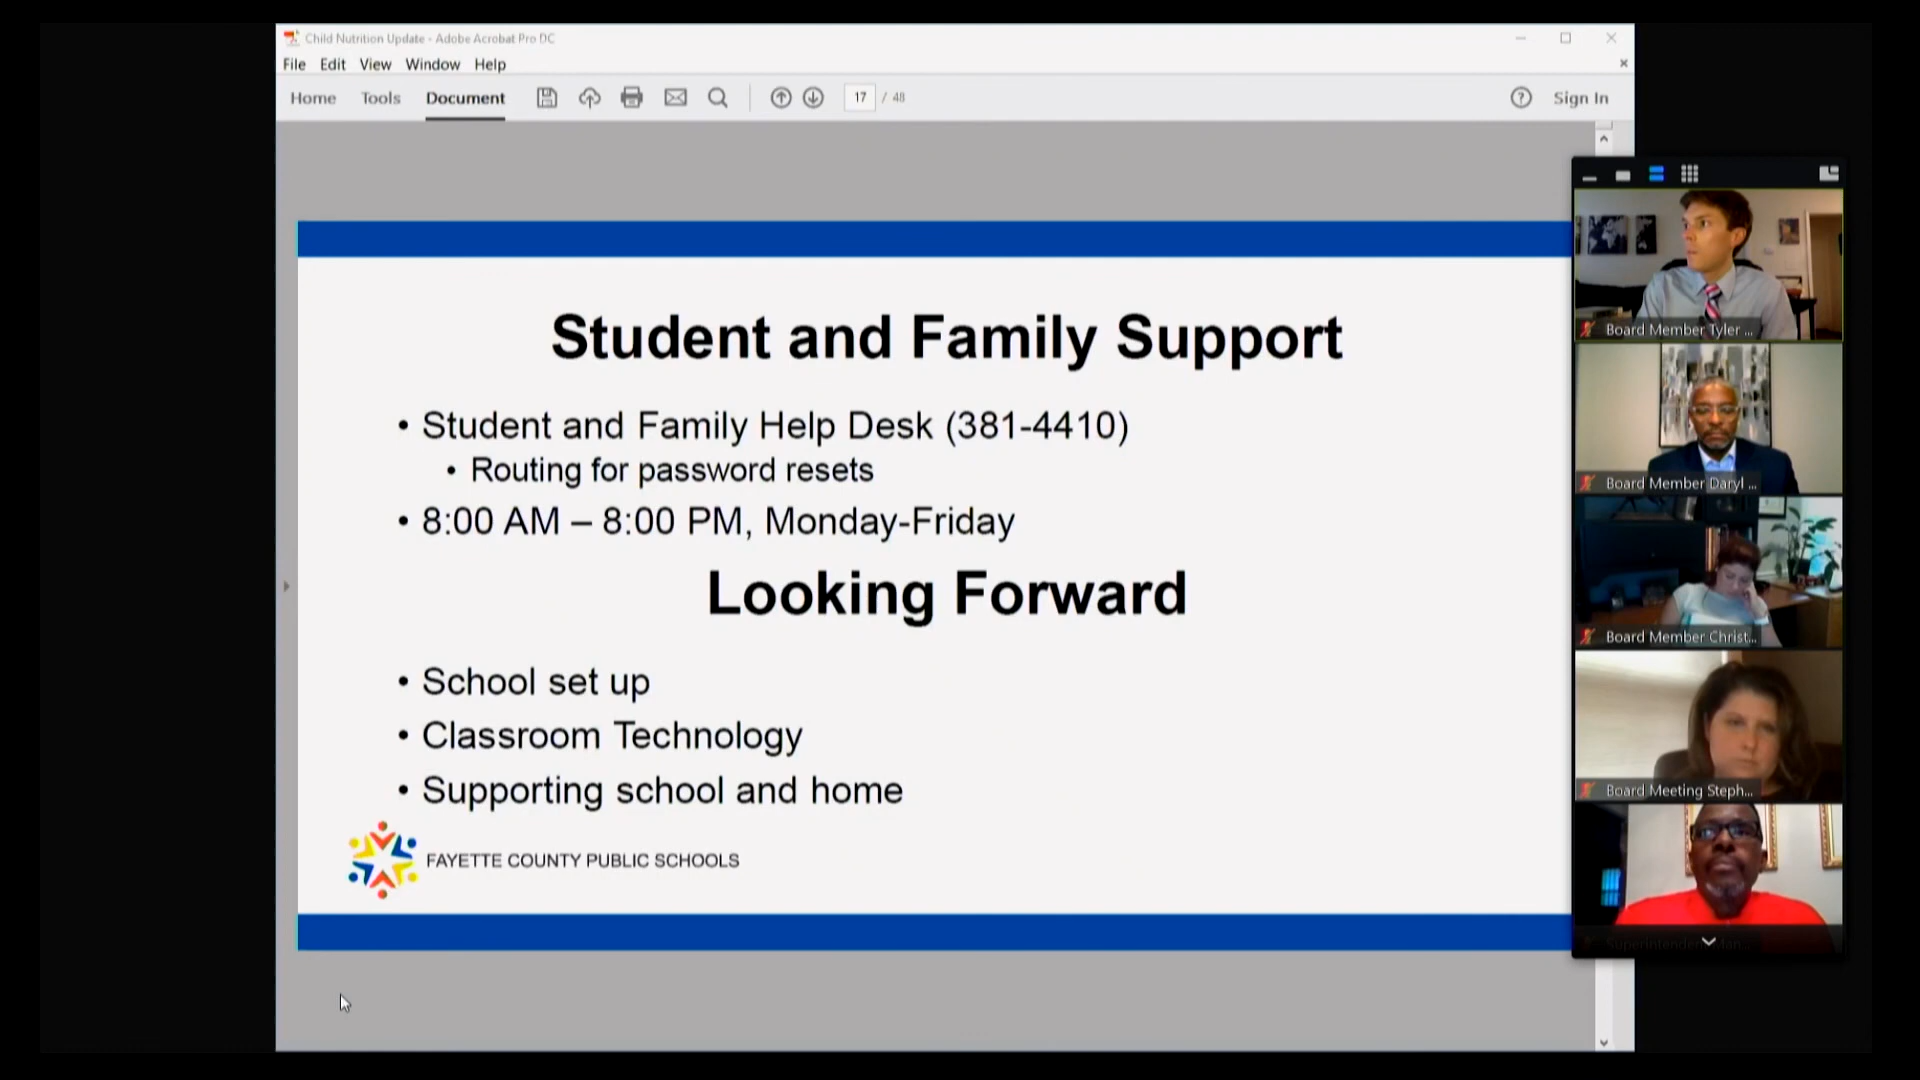 Child Nutrition Update - Adobe Acrobat Pro DC
File Edit View Window Help
Home Tools Document 17 / 48 Sign In
Student and Family Support
• Student and Family Help Desk (381-4410)
• Routing for password resets
• 8:00 AM – 8:00 PM, Monday-Friday
Looking Forward
• School set up
• Classroom Technology
• Supporting school and home
FAYETTE COUNTY PUBLIC SCHOOLS
Board Member Tyler ...
Board Member Daryl ...
Board Member Christ...
Board Meeting Steph...